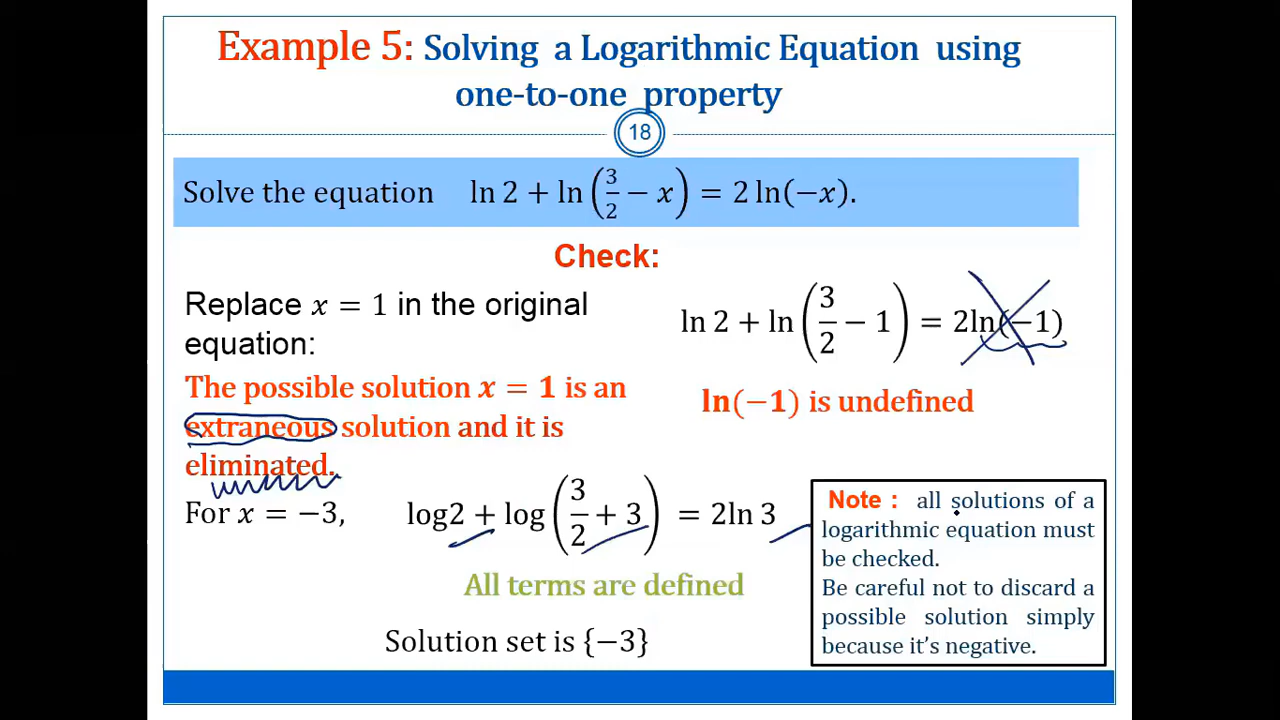 Example 5: Solving a Logarithmic Equation using
one-to-one property
18
Solve the equation ln 2 + ln (3/2 − x) = 2 ln(−x).
Check:
Replace x = 1 in the original
equation:
ln 2 + ln (3/2 − 1) = 2ln(−1)
The possible solution x = 1 is an
extraneous solution and it is
eliminated.
ln(−1) is undefined
For x = −3, log2 + log (3/2 + 3) = 2ln 3
All terms are defined
Solution set is {−3}
Note : all solutions of a
logarithmic equation must
be checked.
Be careful not to discard a
possible solution simply
because it's negative.